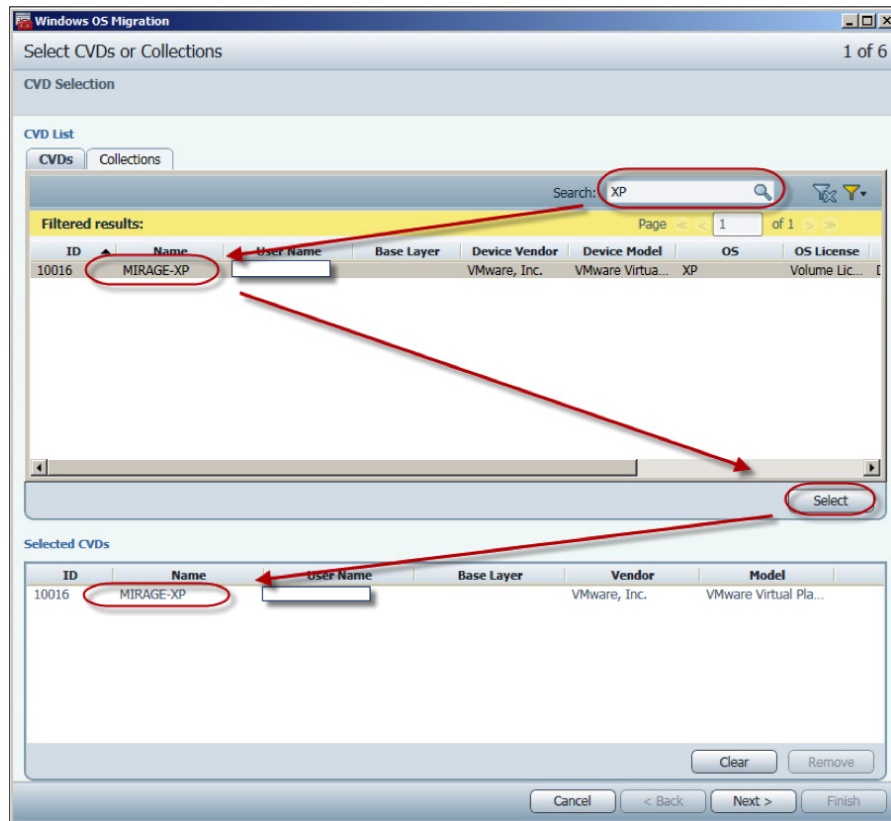 Windows OS Migration
Select CVDs or Collections 1 of 6
CVD Selection
CVD List
CVDs Collections
Search: XP
Filtered results: Page << < 1 of 1 > >>
ID Name User Name Base Layer Device Vendor Device Model OS OS License
10016 MIRAGE-XP VMware, Inc. VMware Virtua... XP Volume Lic...
Select
Selected CVDs
ID Name User Name Base Layer Vendor Model
10016 MIRAGE-XP VMware, Inc. VMware Virtual Pla...
Clear Remove
Cancel < Back Next > Finish